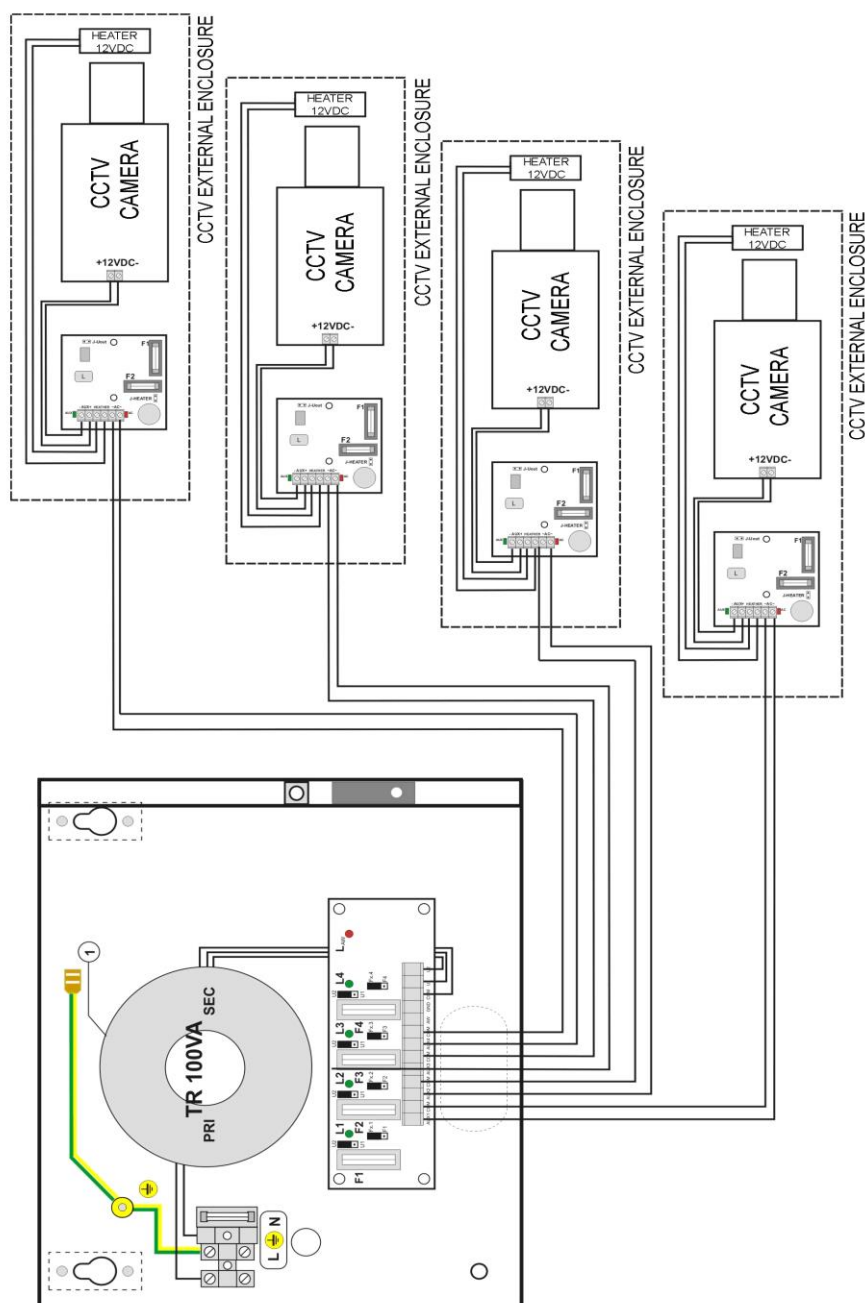 HEATER
12VDC
CCTV
CAMERA
+12VDC-
F1
F2
J-HEATER
L
CCTV EXTERNAL ENCLOSURE
HEATER
12VDC
CCTV
CAMERA
+12VDC-
F1
F2
J-HEATER
L
CCTV EXTERNAL ENCLOSURE
HEATER
12VDC
CCTV
CAMERA
+12VDC-
F1
F2
J-HEATER
L
CCTV EXTERNAL ENCLOSURE
HEATER
12VDC
CCTV
CAMERA
+12VDC-
F1
F2
J-HEATER
L
CCTV EXTERNAL ENCLOSURE
1
PRI TR 100VA SEC
L N
L1
L2
L3
L4
F1
F2
F3
F4